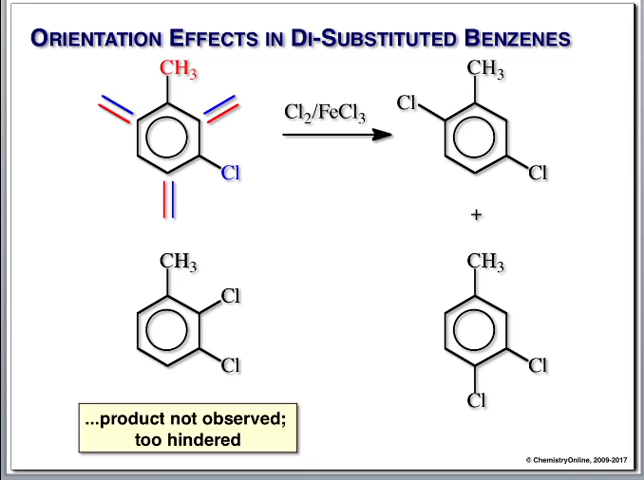 ORIENTATION EFFECTS IN DI-SUBSTITUTED BENZENES
CH3
Cl
Cl2/FeCl3
CH3
Cl
Cl
+
CH3
Cl
Cl
CH3
Cl
Cl
...product not observed;
too hindered
© ChemistryOnline, 2009-2017